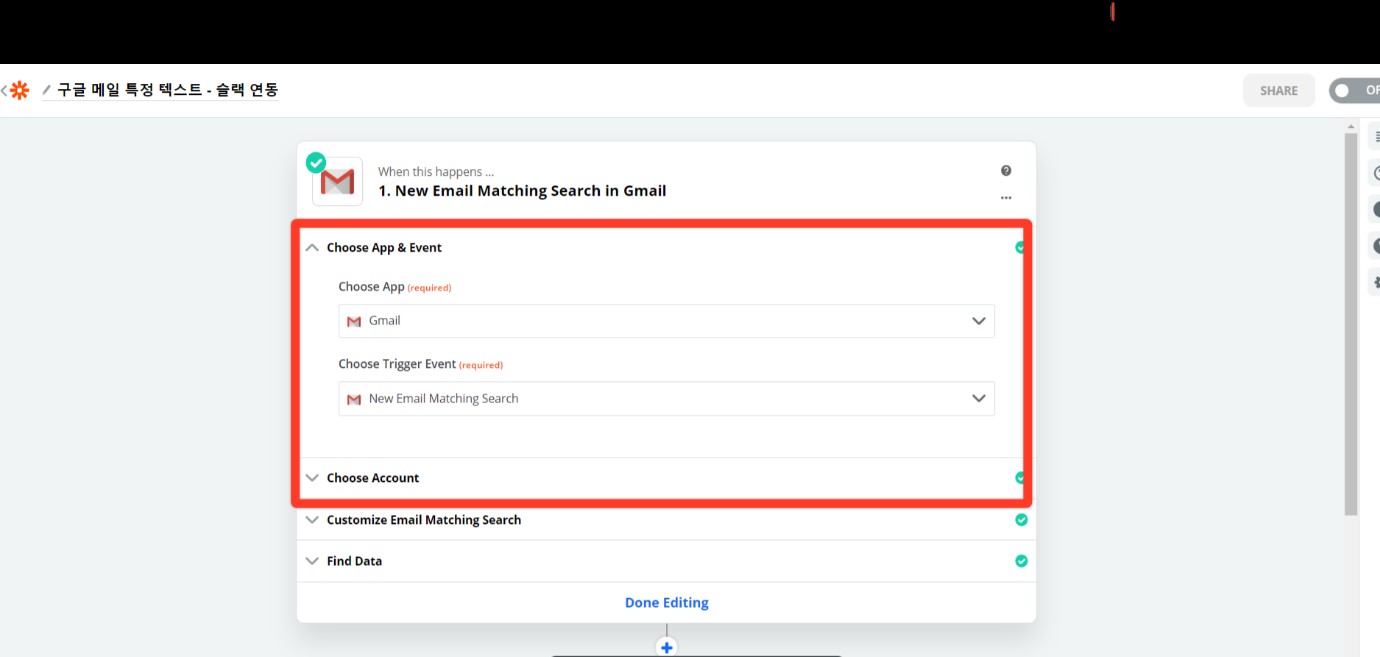 구글 메일 특정 텍스트 - 슬랙 연동
SHARE
When this happens ...
1. New Email Matching Search in Gmail
Choose App & Event
Choose App (required)
Gmail
Choose Trigger Event (required)
New Email Matching Search
Choose Account
Customize Email Matching Search
Find Data
Done Editing